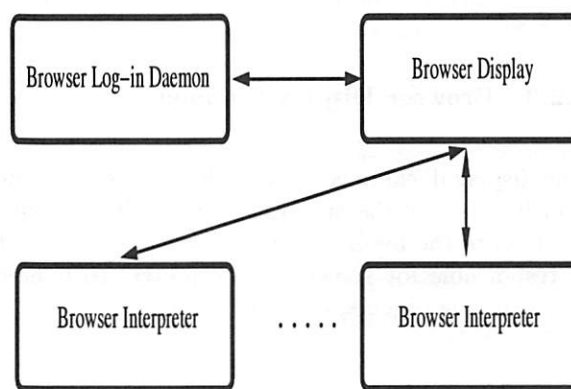 Browser Log-in Daemon
Browser Display
Browser Interpreter
.....
Browser Interpreter